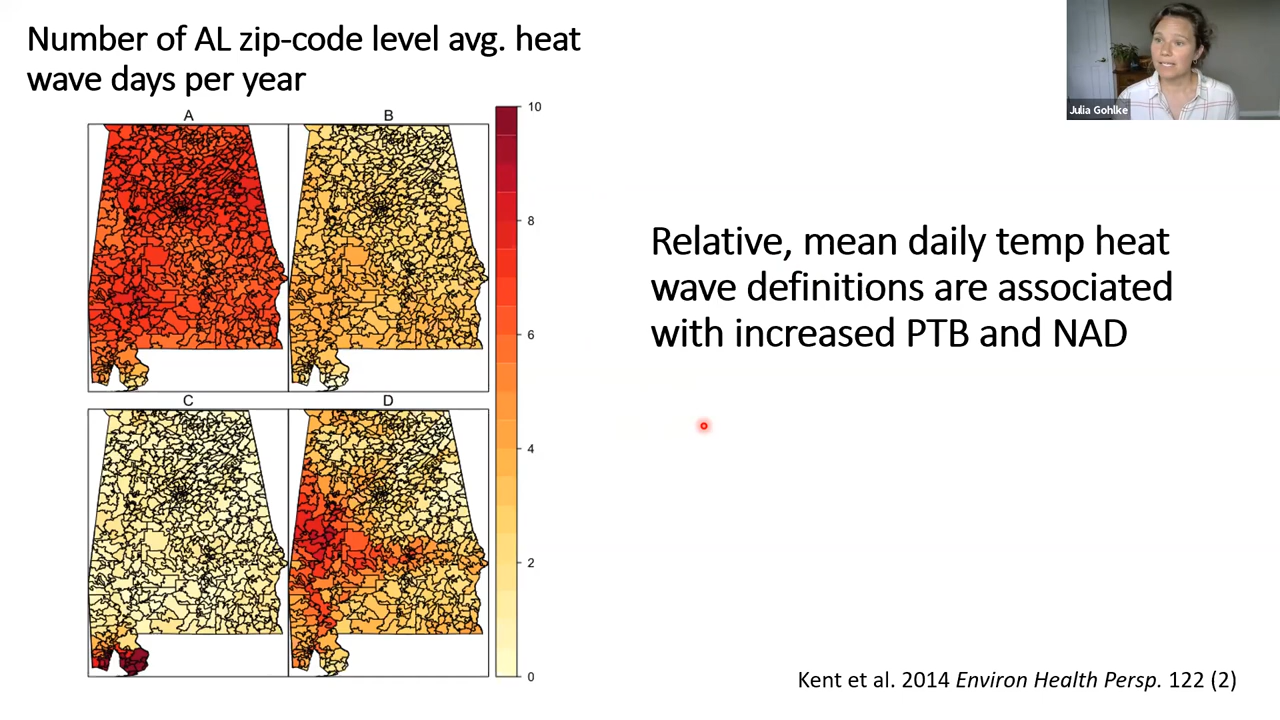 Number of AL zip-code level avg. heat
wave days per year
Julia Gohlke
A
B
10
8
6
4
2
0
C
D
Relative, mean daily temp heat
wave definitions are associated
with increased PTB and NAD
Kent et al. 2014 Environ Health Persp. 122 (2)